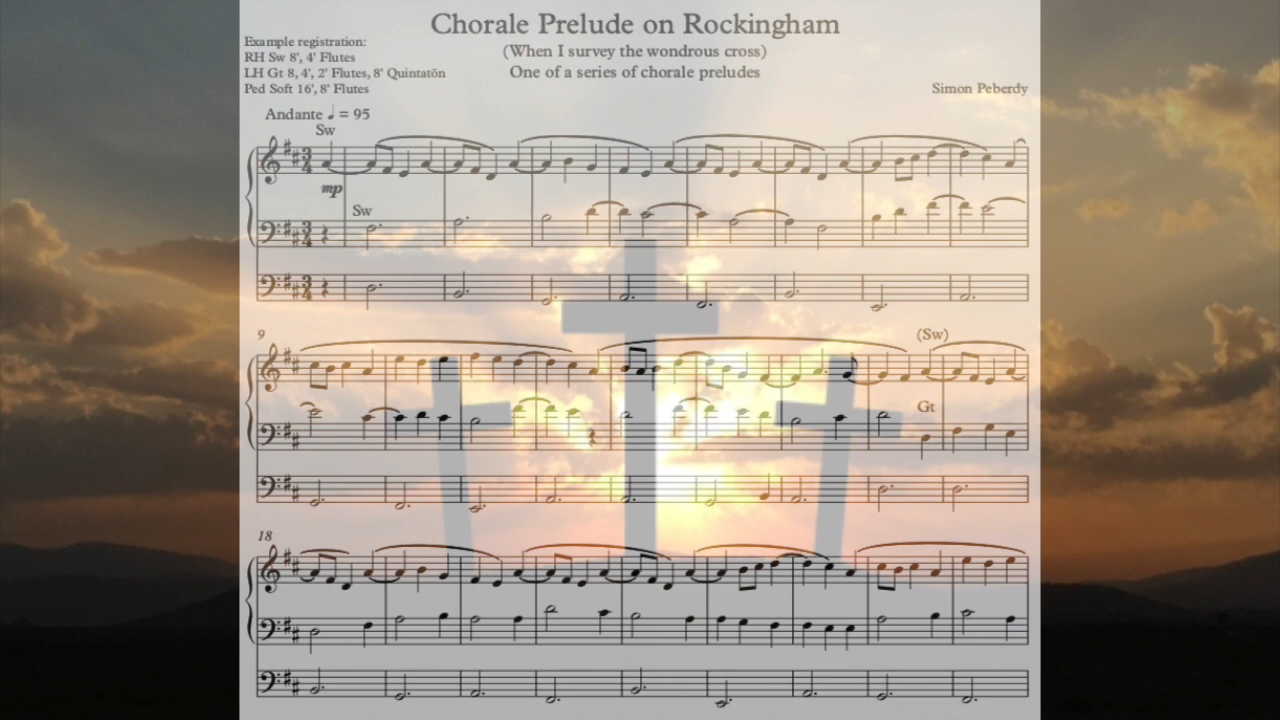 Chorale Prelude on Rockingham
(When I survey the wondrous cross)
One of a series of chorale preludes
Example registration:
RH Sw 8', 4' Flutes
LH Gt 8, 4', 2' Flutes, 8' Quintatön
Ped Soft 16', 8' Flutes
Simon Peberdy
Andante ♩ = 95
Sw
mp
Sw
9
(Sw)
Gt
18